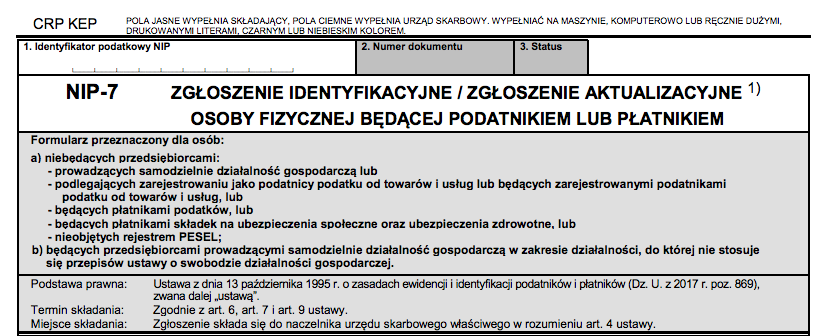 CRP KEP
POLA JASNE WYPEŁNIA SKŁADAJĄCY, POLA CIEMNE WYPEŁNIA URZĄD SKARBOWY. WYPEŁNIAĆ NA MASZYNIE, KOMPUTEROWO LUB RĘCZNIE DUŻYMI,
DRUKOWANYMI LITERAMI, CZARNYM LUB NIEBIESKIM KOLOREM.
1. Identyfikator podatkowy NIP
2. Numer dokumentu
3. Status
NIP-7
ZGŁOSZENIE IDENTYFIKACYJNE / ZGŁOSZENIE AKTUALIZACYJNE 1)
OSOBY FIZYCZNEJ BĘDĄCEJ PODATNIKIEM LUB PŁATNIKIEM
Formularz przeznaczony dla osób:
a) niebędących przedsiębiorcami:
- prowadzących samodzielnie działalność gospodarczą lub
- podlegających zarejestrowaniu jako podatnicy podatku od towarów i usług lub będących zarejestrowanymi podatnikami
podatku od towarów i usług, lub
- będących płatnikami podatków, lub
- będących płatnikami składek na ubezpieczenia społeczne oraz ubezpieczenia zdrowotne, lub
- nieobjętych rejestrem PESEL;
b) będących przedsiębiorcami prowadzącymi samodzielnie działalność gospodarczą w zakresie działalności, do której nie stosuje
się przepisów ustawy o swobodzie działalności gospodarczej.
Podstawa prawna: Ustawa z dnia 13 października 1995 r. o zasadach ewidencji i identyfikacji podatników i płatników (Dz. U. z 2017 r. poz. 869),
zwana dalej „ustawą”.
Termin składania: Zgodnie z art. 6, art. 7 i art. 9 ustawy.
Miejsce składania: Zgłoszenie składa się do naczelnika urzędu skarbowego właściwego w rozumieniu art. 4 ustawy.